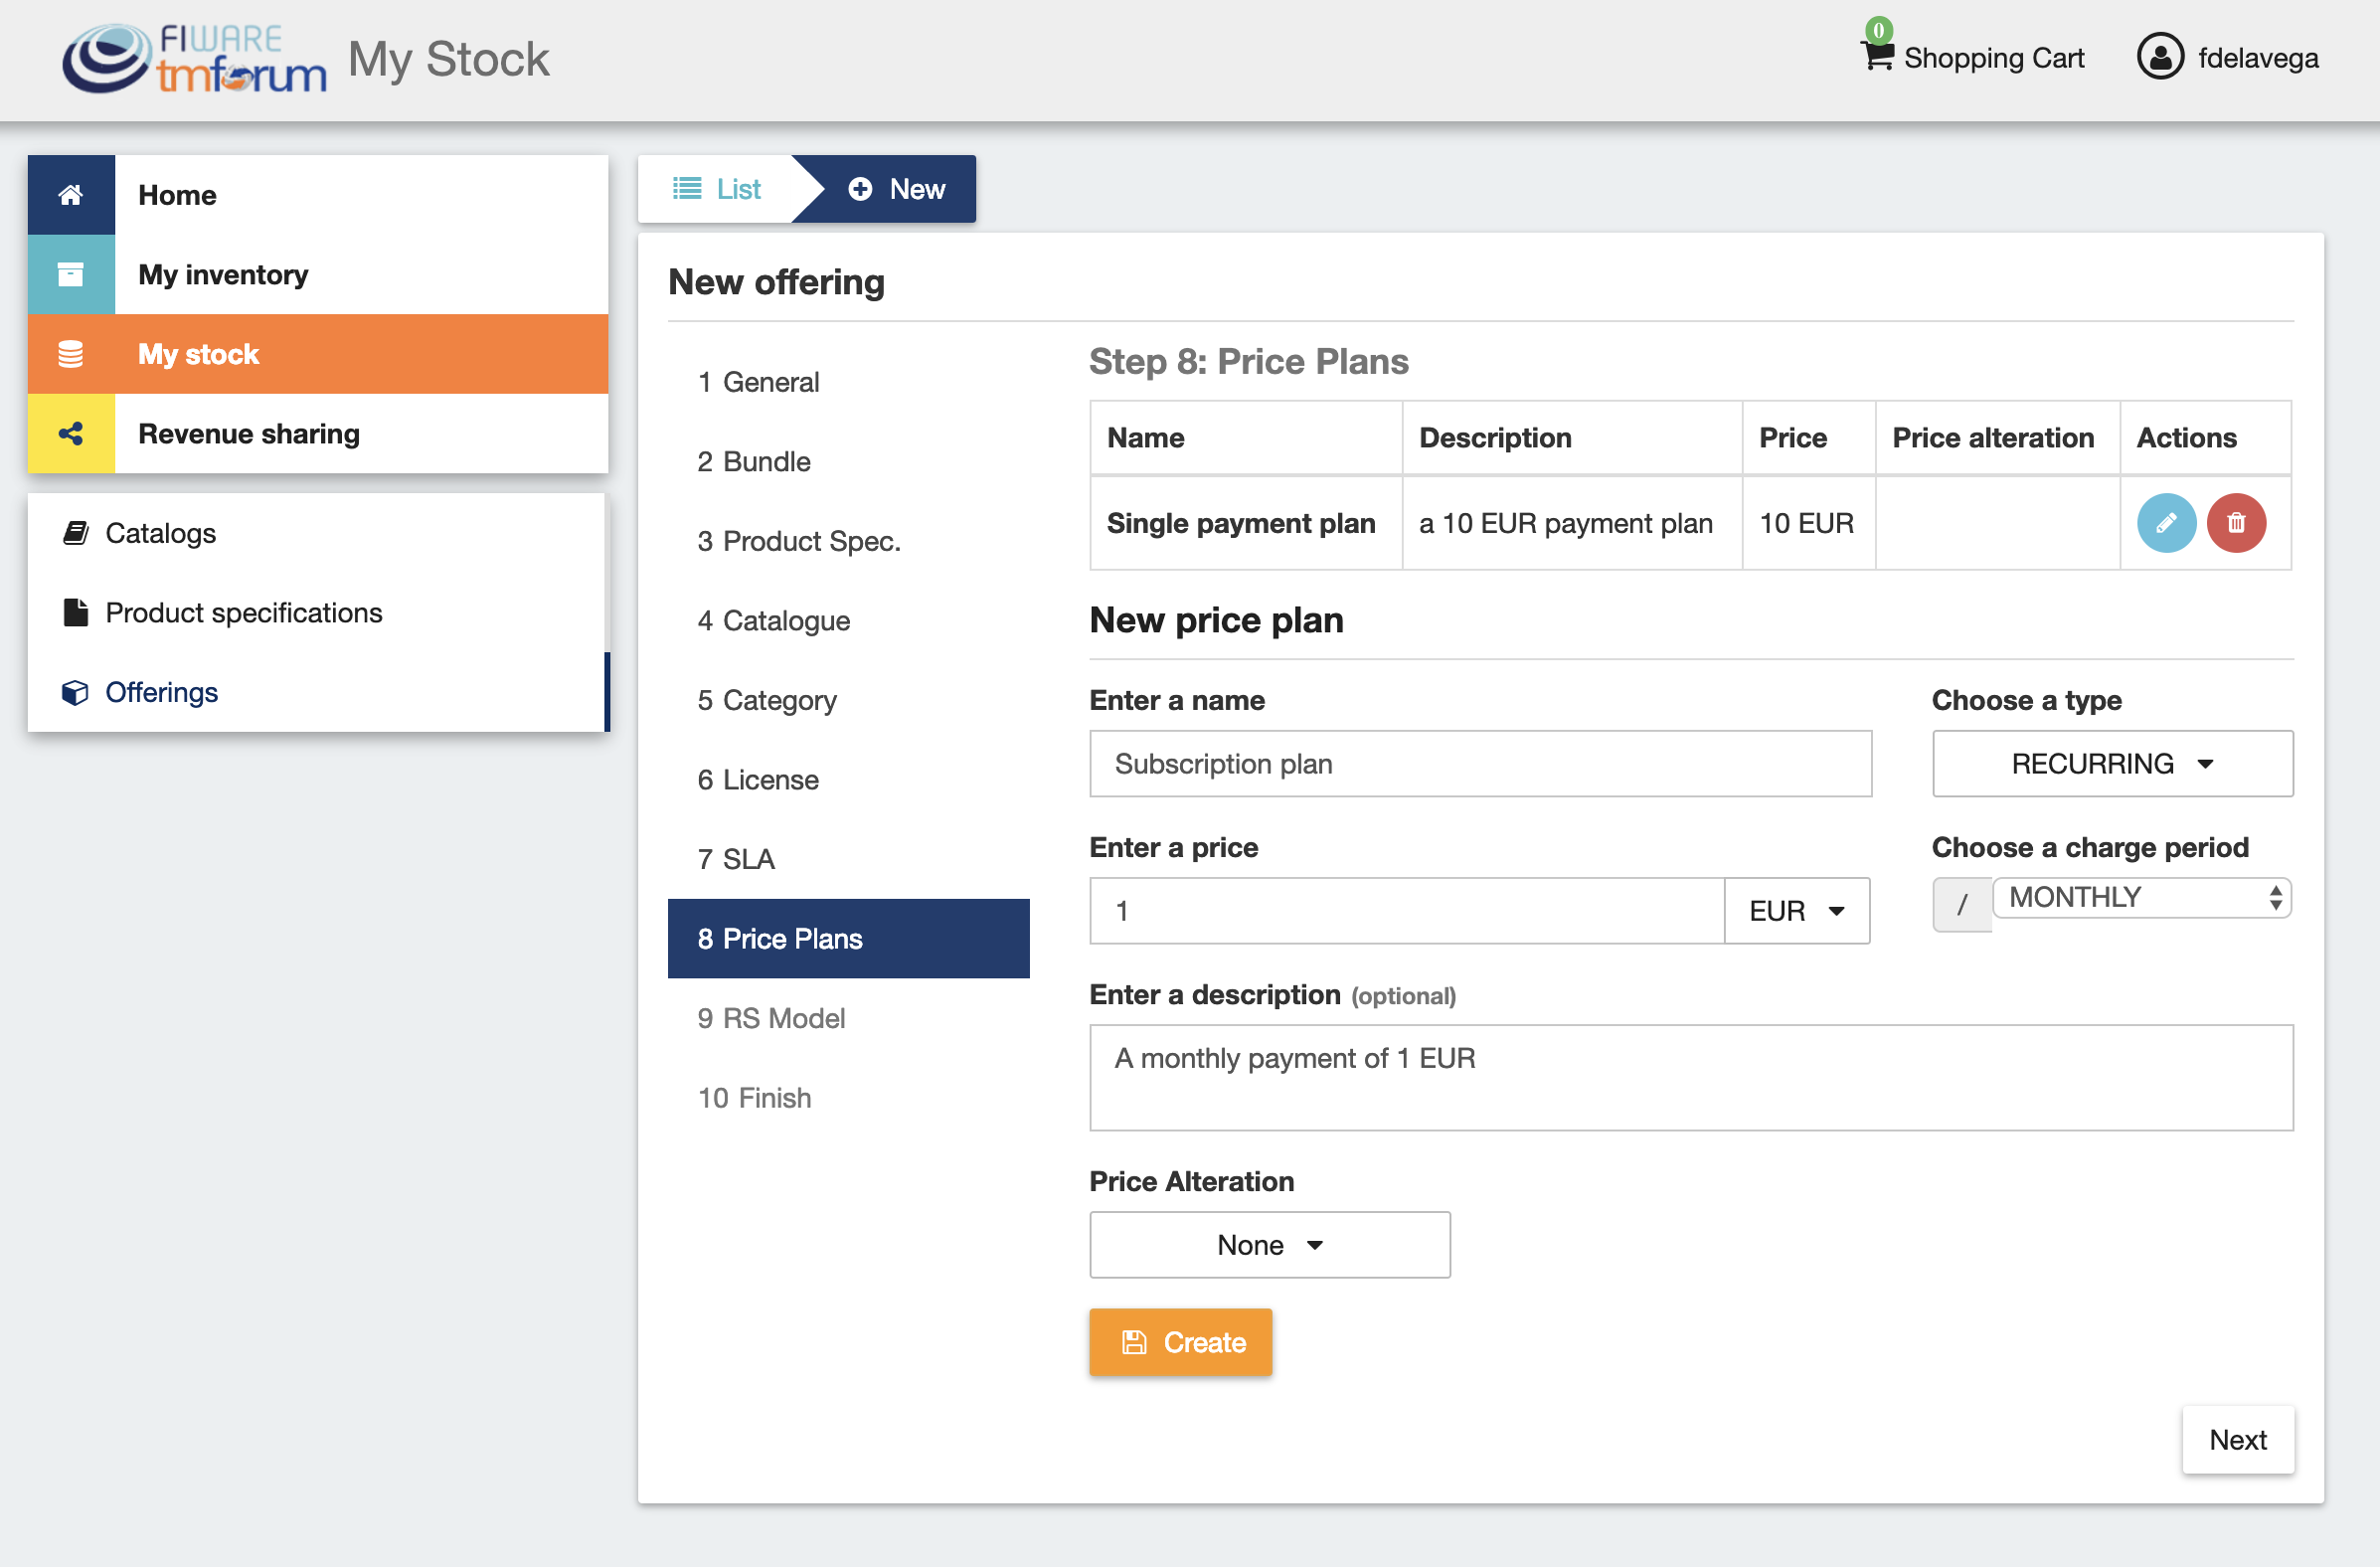 FIWARE
tmforum
My Stock
0
Shopping Cart
fdelavega
Home
My inventory
My stock
Revenue sharing
Catalogs
Product specifications
Offerings
List
New
New offering
1 General
2 Bundle
3 Product Spec.
4 Catalogue
5 Category
6 License
7 SLA
8 Price Plans
9 RS Model
10 Finish
Step 8: Price Plans
Name Description Price Price alteration Actions
Single payment plan a 10 EUR payment plan 10 EUR
New price plan
Enter a name Choose a type
Subscription plan RECURRING
Enter a price Choose a charge period
1 EUR / MONTHLY
Enter a description (optional)
A monthly payment of 1 EUR
Price Alteration
None
Create
Next